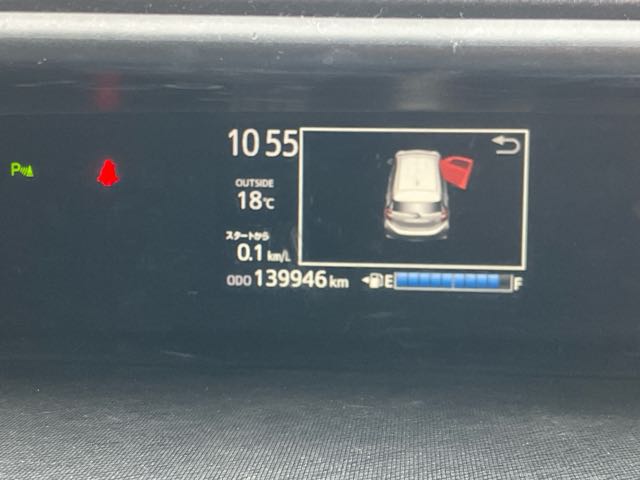 P
10 55
OUTSIDE
18℃
スタートから
0.1 km/L
ODO 139946 km
E F